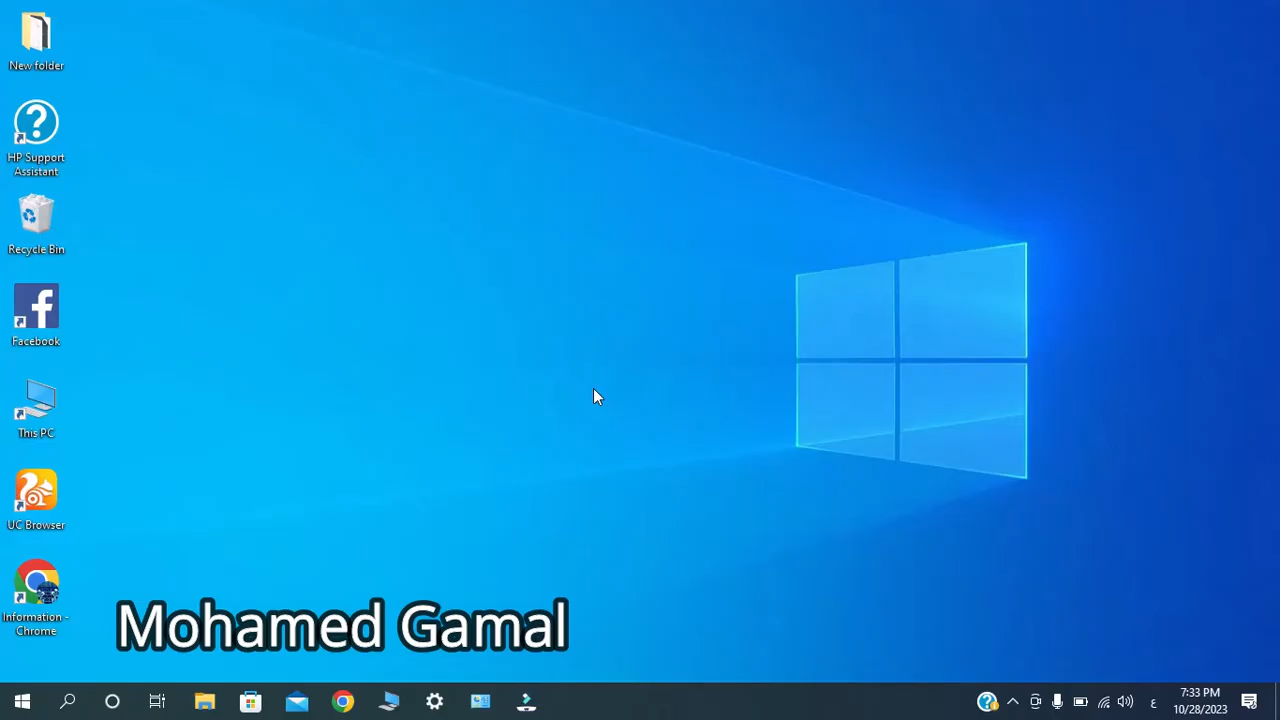 New folder
HP Support
Assistant
Recycle Bin
Facebook
This PC
UC Browser
Information -
Chrome
Mohamed Gamal
ع
7:33 PM
10/28/2023